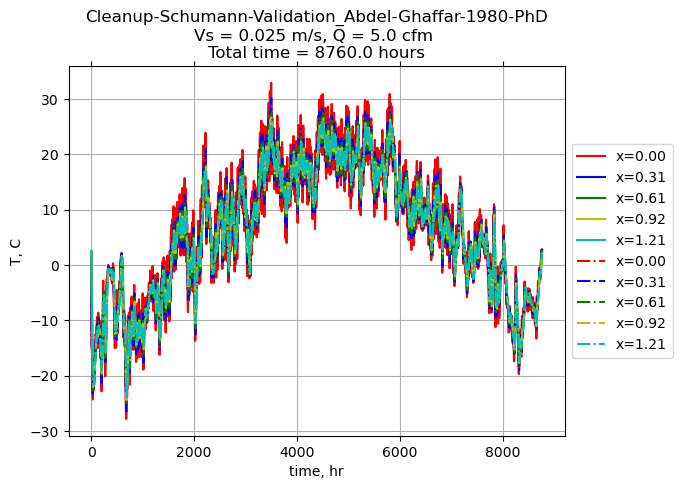 Cleanup-Schumann-Validation_Abdel-Ghaffar-1980-PhD
Vs = 0.025 m/s, Q = 5.0 cfm
Total time = 8760.0 hours
30
20
10
0
−10
−20
−30
T, C
0 2000 4000 6000 8000
time, hr
x=0.00
x=0.31
x=0.61
x=0.92
x=1.21
x=0.00
x=0.31
x=0.61
x=0.92
x=1.21